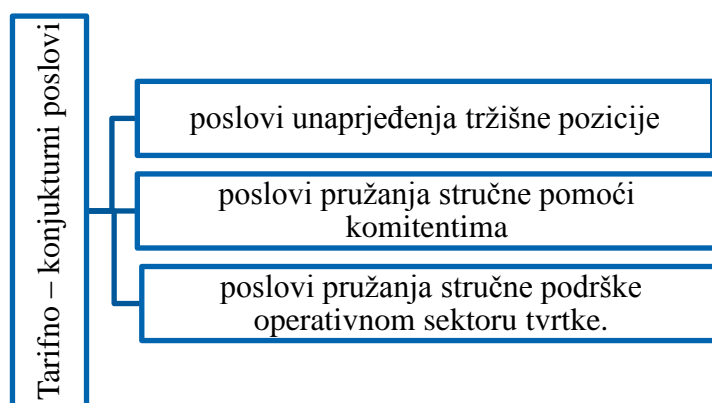 Tarifno – konjukturni poslovi
poslovi unaprjeđenja tržišne pozicije
poslovi pružanja stručne pomoći
komitentima
poslovi pružanja stručne podrške
operativnom sektoru tvrtke.